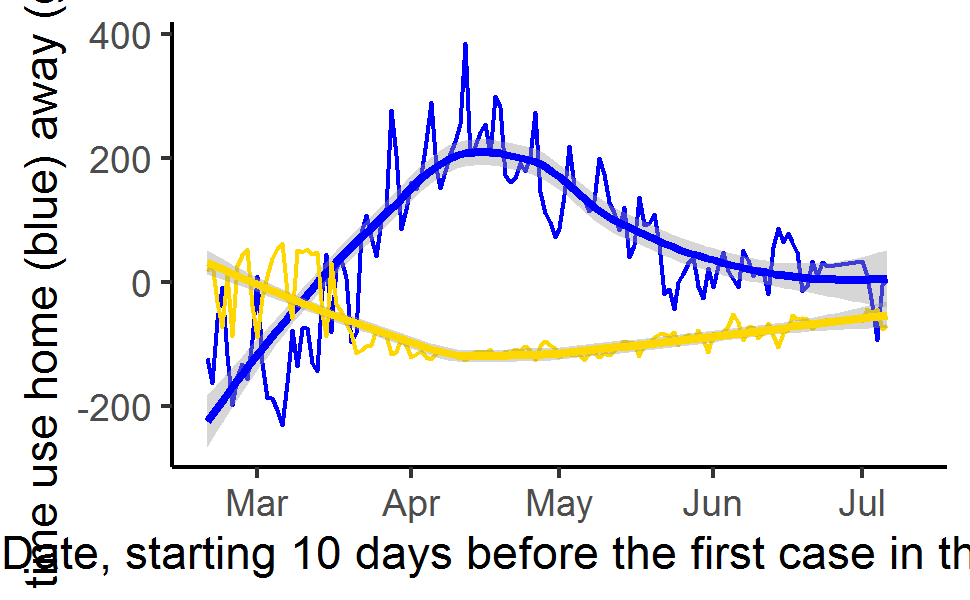 time use home (blue) away (
400
200
0
-200
Mar Apr May Jun Jul
Date, starting 10 days before the first case in th